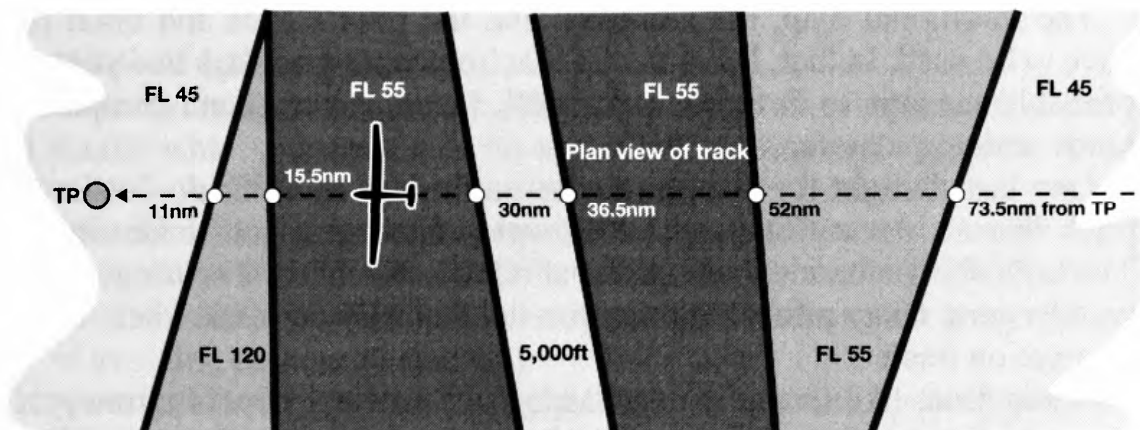 FL 45
FL 55
FL 55
FL 45
Plan view of track
TP
11nm
15.5nm
30nm
36.5nm
52nm
73.5nm from TP
FL 120
5,000ft
FL 55